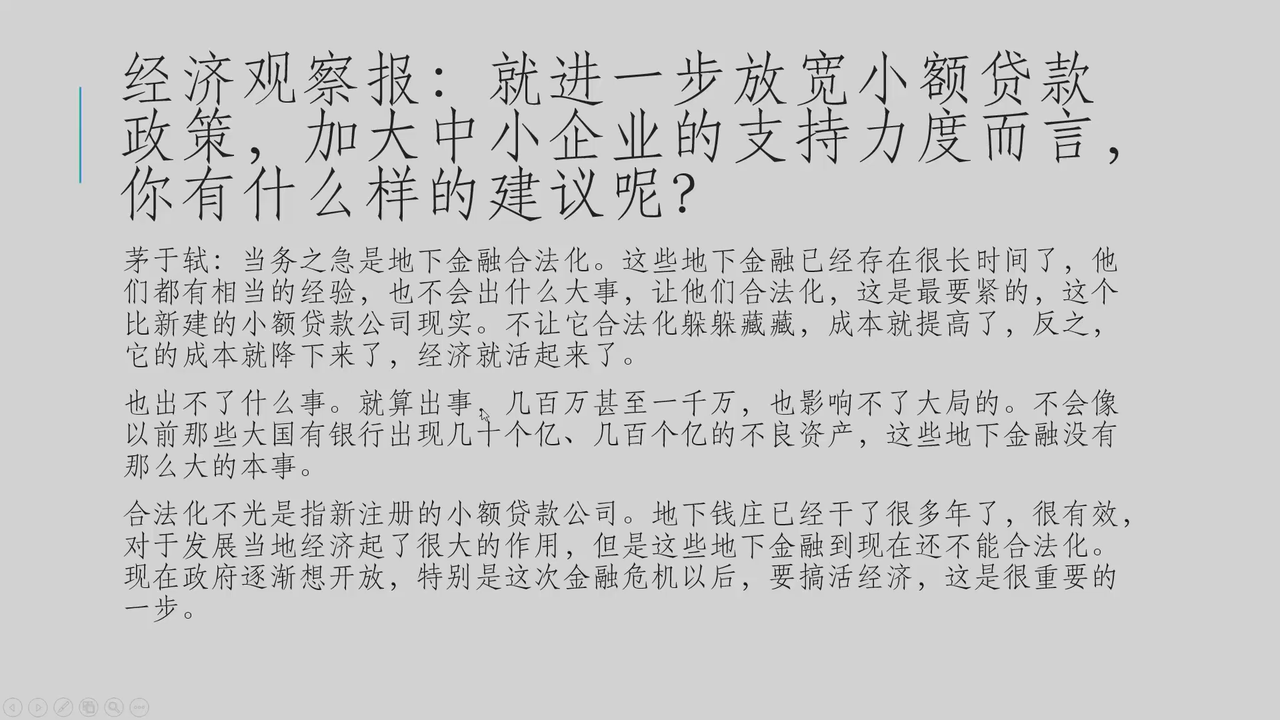 经济观察报：就进一步放宽小额贷款
政策，加大中小企业的支持力度而言，
你有什么样的建议呢？
茅于轼：当务之急是地下金融合法化。这些地下金融已经存在很长时间了，他
们都有相当的经验，也不会出什么大事，让他们合法化，这是最要紧的，这个
比新建的小额贷款公司现实。不让它合法化躲躲藏藏，成本就提高了，反之，
它的成本就降下来了，经济就活起来了。
也出不了什么事。就算出事，几百万甚至一千万，也影响不了大局的。不会像
以前那些大国有银行出现几十个亿、几百个亿的不良资产，这些地下金融没有
那么大的本事。
合法化不光是指新注册的小额贷款公司。地下钱庄已经干了很多年了，很有效，
对于发展当地经济起了很大的作用，但是这些地下金融到现在还不能合法化。
现在政府逐渐想开放，特别是这次金融危机以后，要搞活经济，这是很重要的
一步。